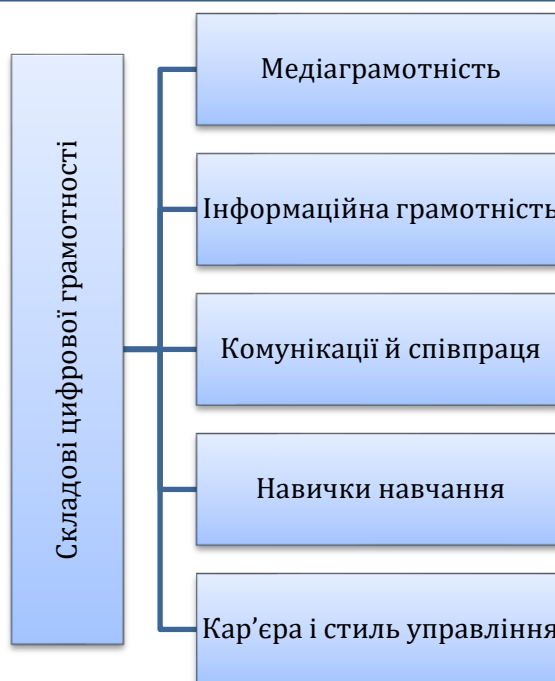 Складові цифрової грамотності
Медіаграмотність
Інформаційна грамотність
Комунікації й співпраця
Навички навчання
Кар’єра і стиль управління